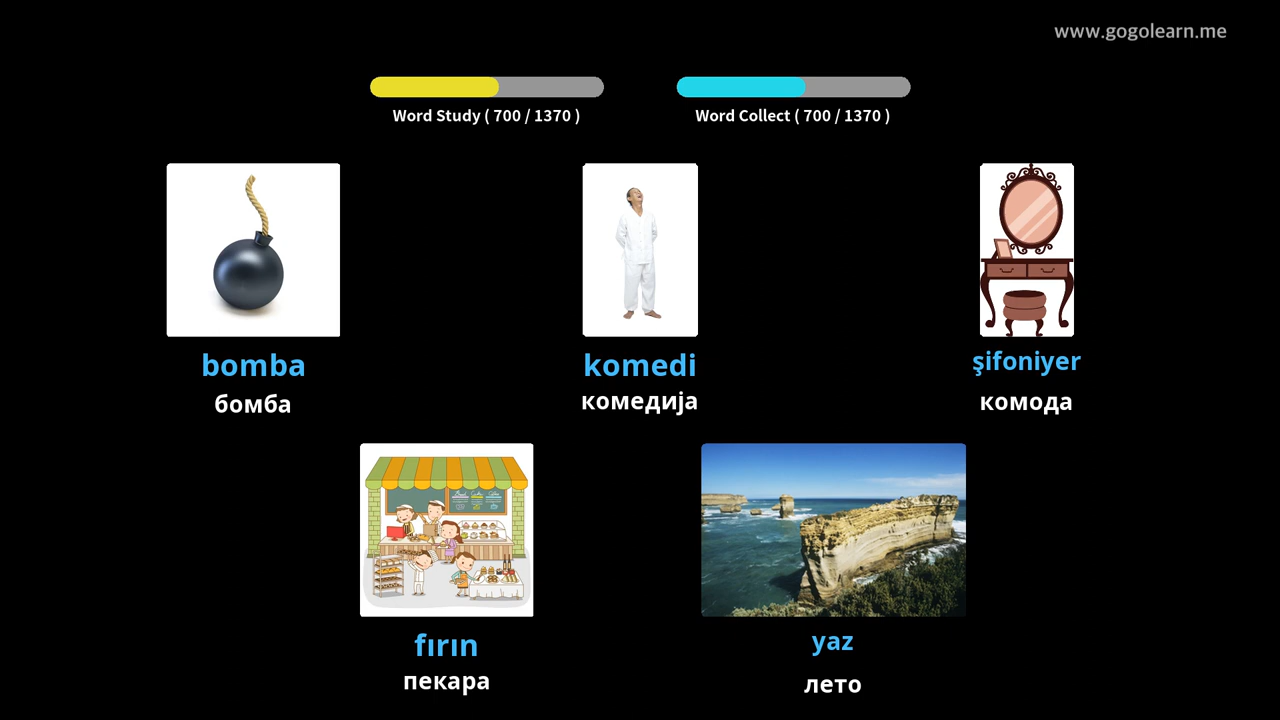 www.gogolearn.me
Word Study ( 700 / 1370 )
Word Collect ( 700 / 1370 )
bomba
бомба
komedi
комедија
şifoniyer
комода
fırın
пекара
yaz
лето